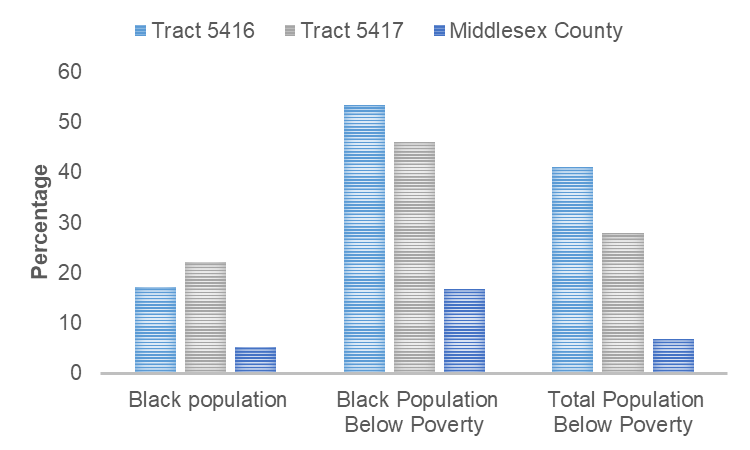 Tract 5416 Tract 5417 Middlesex County
60
50
40
30
20
10
0
Percentage
Black population
Black Population
Below Poverty
Total Population
Below Poverty